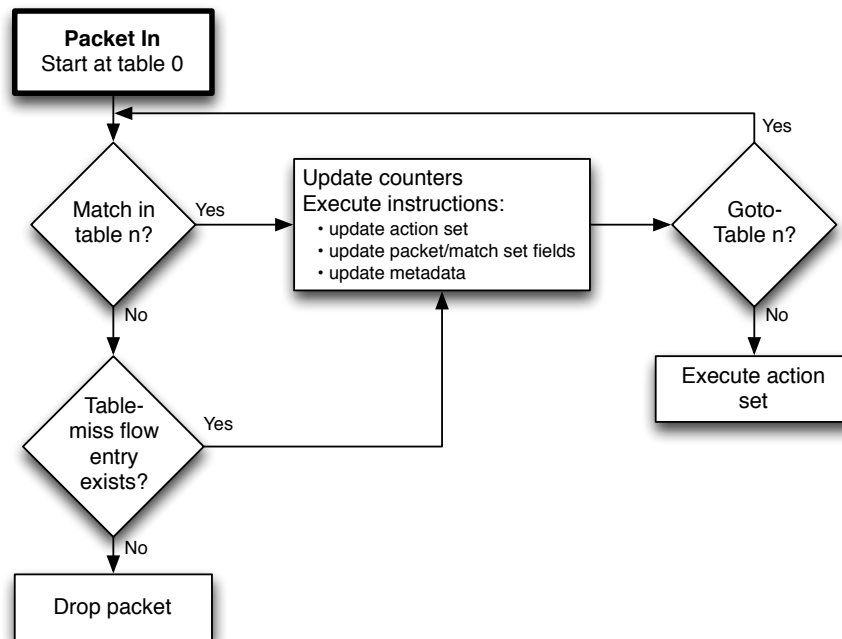 Packet In
Start at table 0
Yes
Match in
table n?
Yes
Update counters
Execute instructions:
• update action set
• update packet/match set fields
• update metadata
Goto-
Table n?
No
No
Execute action
set
Table-
miss flow
entry
exists?
Yes
No
Drop packet